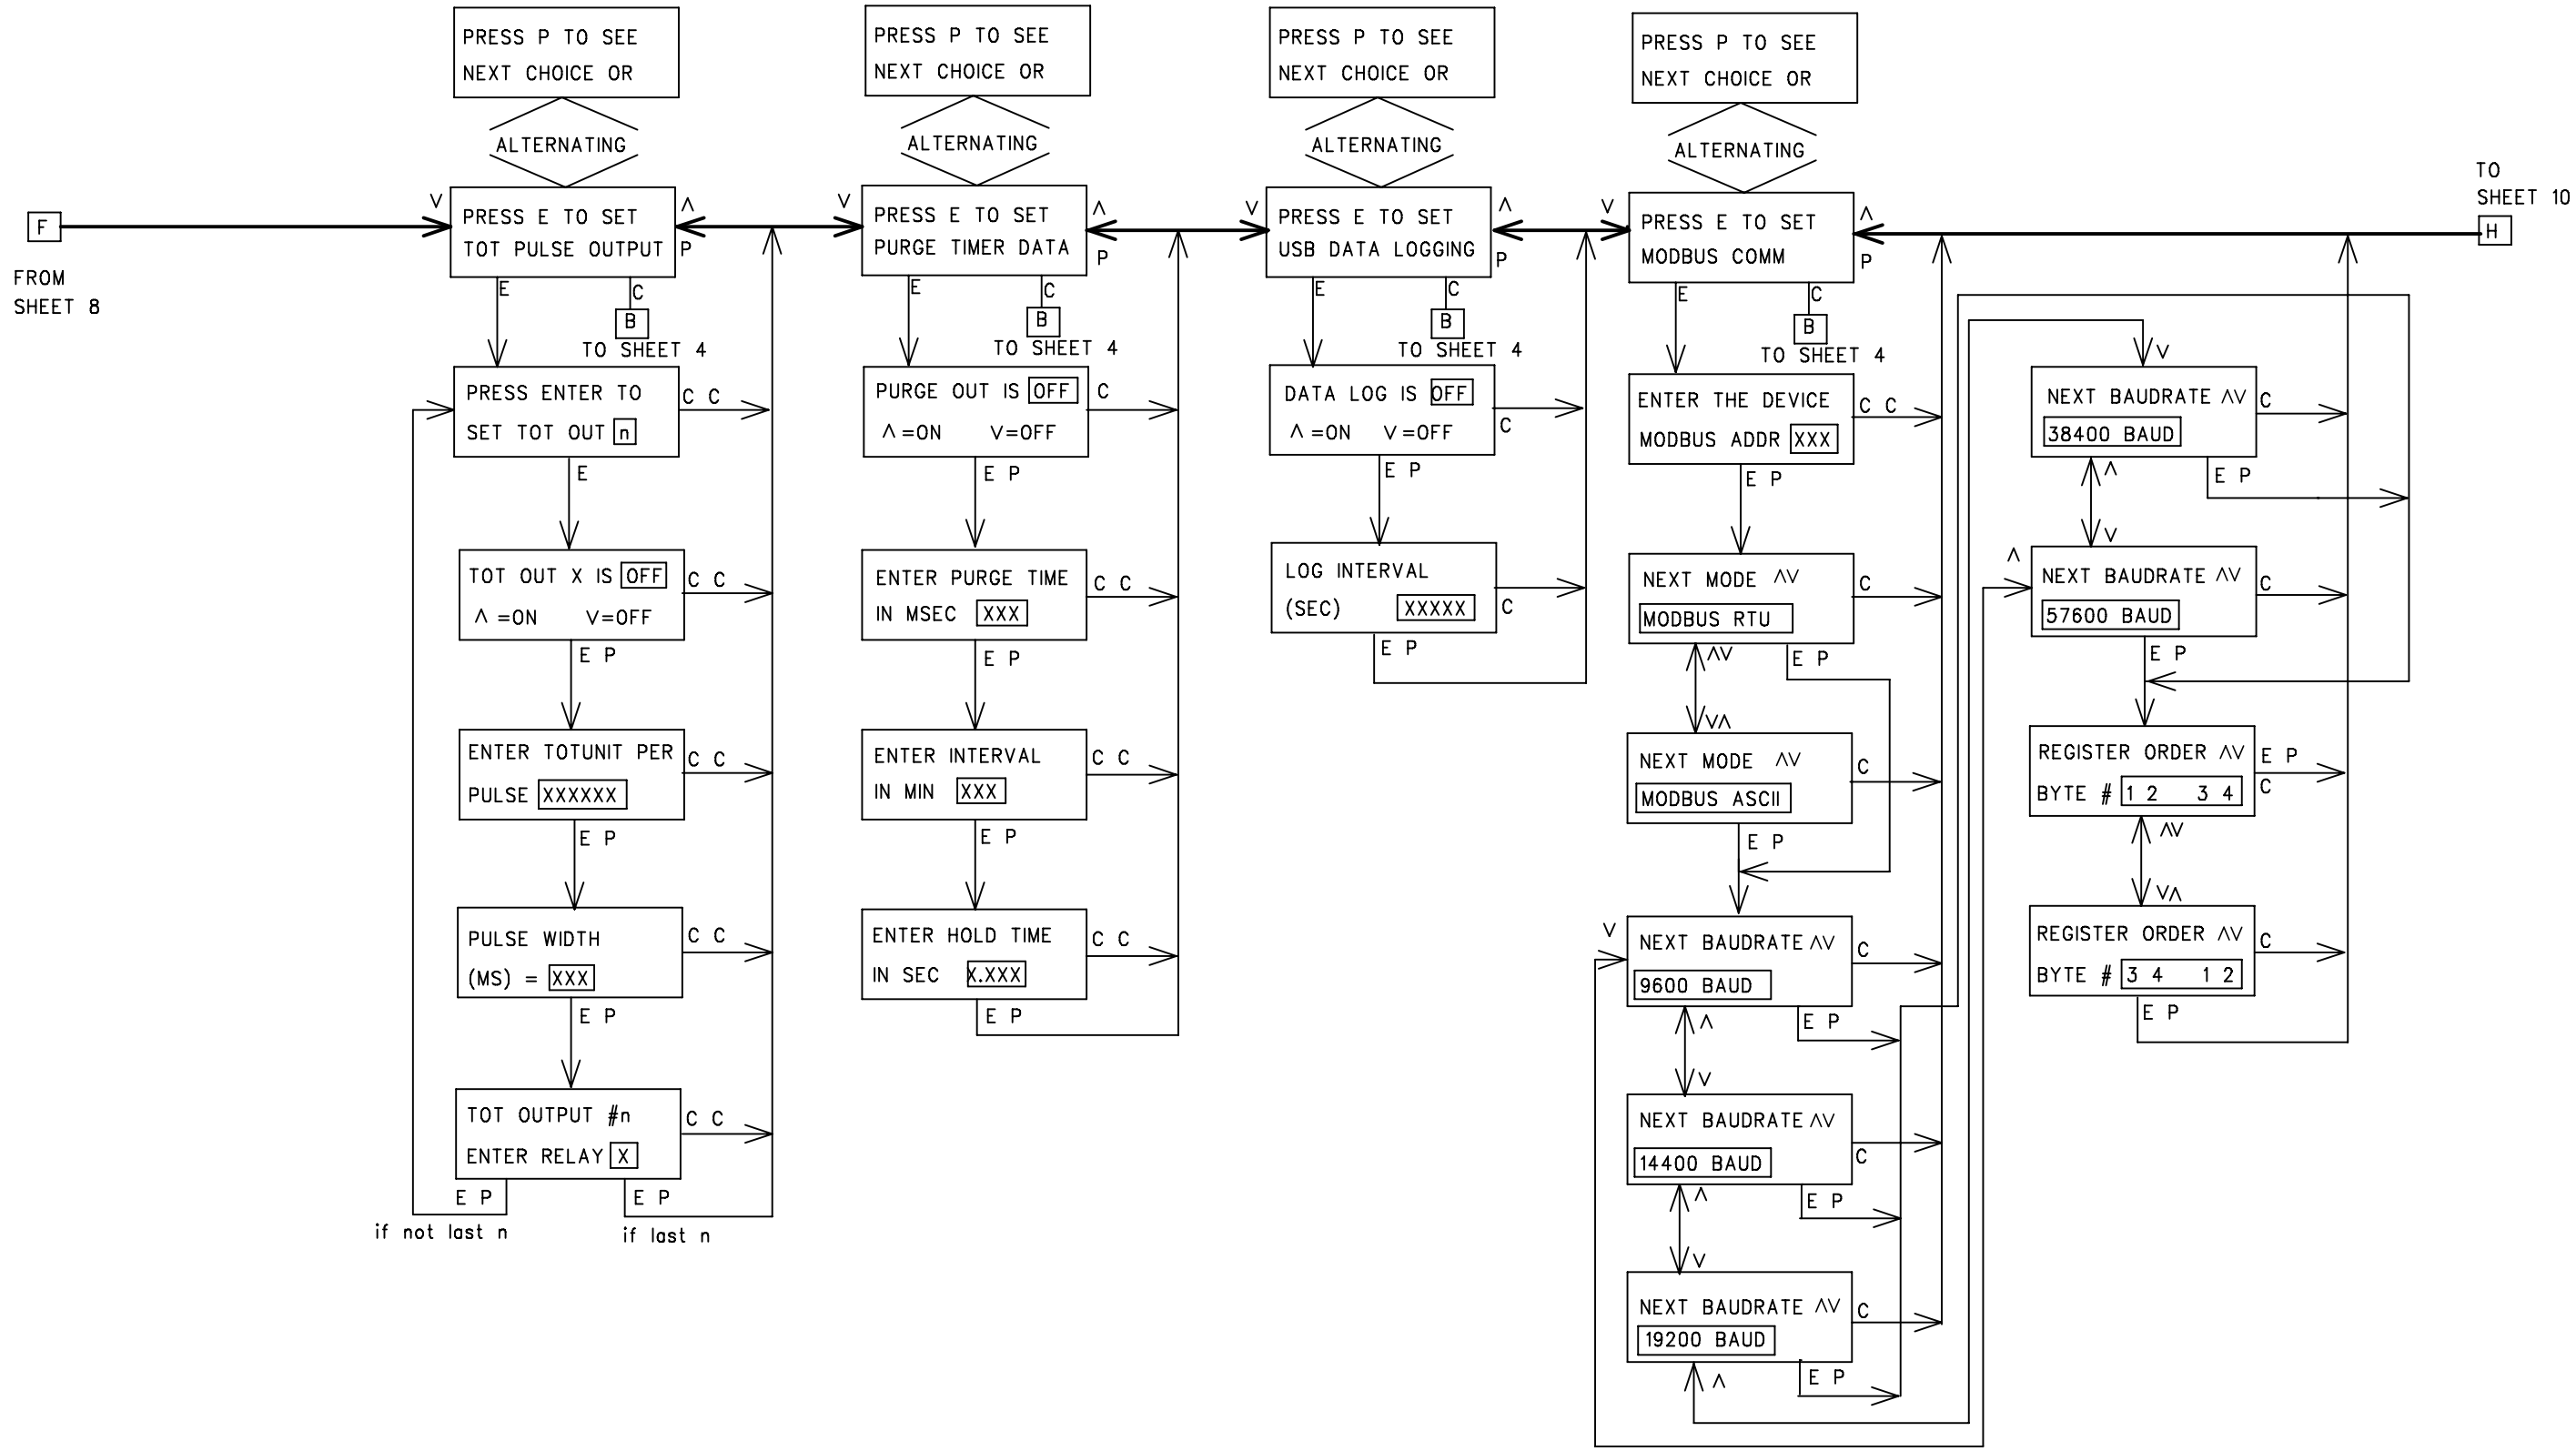 F
FROM
SHEET 8
PRESS P TO SEE
NEXT CHOICE OR
ALTERNATING
V
PRESS E TO SET
TOT PULSE OUTPUT
Λ
P
E
C
B
TO SHEET 4
PRESS ENTER TO
SET TOT OUT n
C C
E
TOT OUT X IS OFF
Λ =ON V=OFF
C C
E P
ENTER TOTUNIT PER
PULSE XXXXXX
C C
E P
PULSE WIDTH
(MS) = XXX
C C
E P
TOT OUTPUT #n
ENTER RELAY X
C C
E P
if not last n
E P
if last n
PRESS P TO SEE
NEXT CHOICE OR
ALTERNATING
V
PRESS E TO SET
PURGE TIMER DATA
Λ
P
E
C
B
TO SHEET 4
PURGE OUT IS OFF
Λ=ON V=OFF
C
E P
ENTER PURGE TIME
IN MSEC XXX
C C
E P
ENTER INTERVAL
IN MIN XXX
C C
E P
ENTER HOLD TIME
IN SEC X.XXX
C C
E P
PRESS P TO SEE
NEXT CHOICE OR
ALTERNATING
V
PRESS E TO SET
USB DATA LOGGING
Λ
P
E
C
B
TO SHEET 4
DATA LOG IS OFF
Λ=ON V=OFF
C
E P
LOG INTERVAL
(SEC) XXXXX
C
E P
PRESS P TO SEE
NEXT CHOICE OR
ALTERNATING
V
PRESS E TO SET
MODBUS COMM
Λ
P
E
C
B
TO SHEET 4
ENTER THE DEVICE
MODBUS ADDR XXX
C C
E P
NEXT MODE ΛV
MODBUS RTU
C
ΛV
E P
VΛ
NEXT MODE ΛV
MODBUS ASCII
C
E P
V
NEXT BAUDRATE ΛV
9600 BAUD
C
Λ
E P
V
NEXT BAUDRATE ΛV
14400 BAUD
C
Λ
E P
V
NEXT BAUDRATE ΛV
19200 BAUD
C
Λ
E P
TO
SHEET 10
H
V
NEXT BAUDRATE ΛV
38400 BAUD
C
Λ
E P
V
Λ
NEXT BAUDRATE ΛV
57600 BAUD
C
E P
REGISTER ORDER ΛV
BYTE # 1 2 3 4
E P
C
ΛV
VΛ
REGISTER ORDER ΛV
BYTE # 3 4 1 2
C
E P